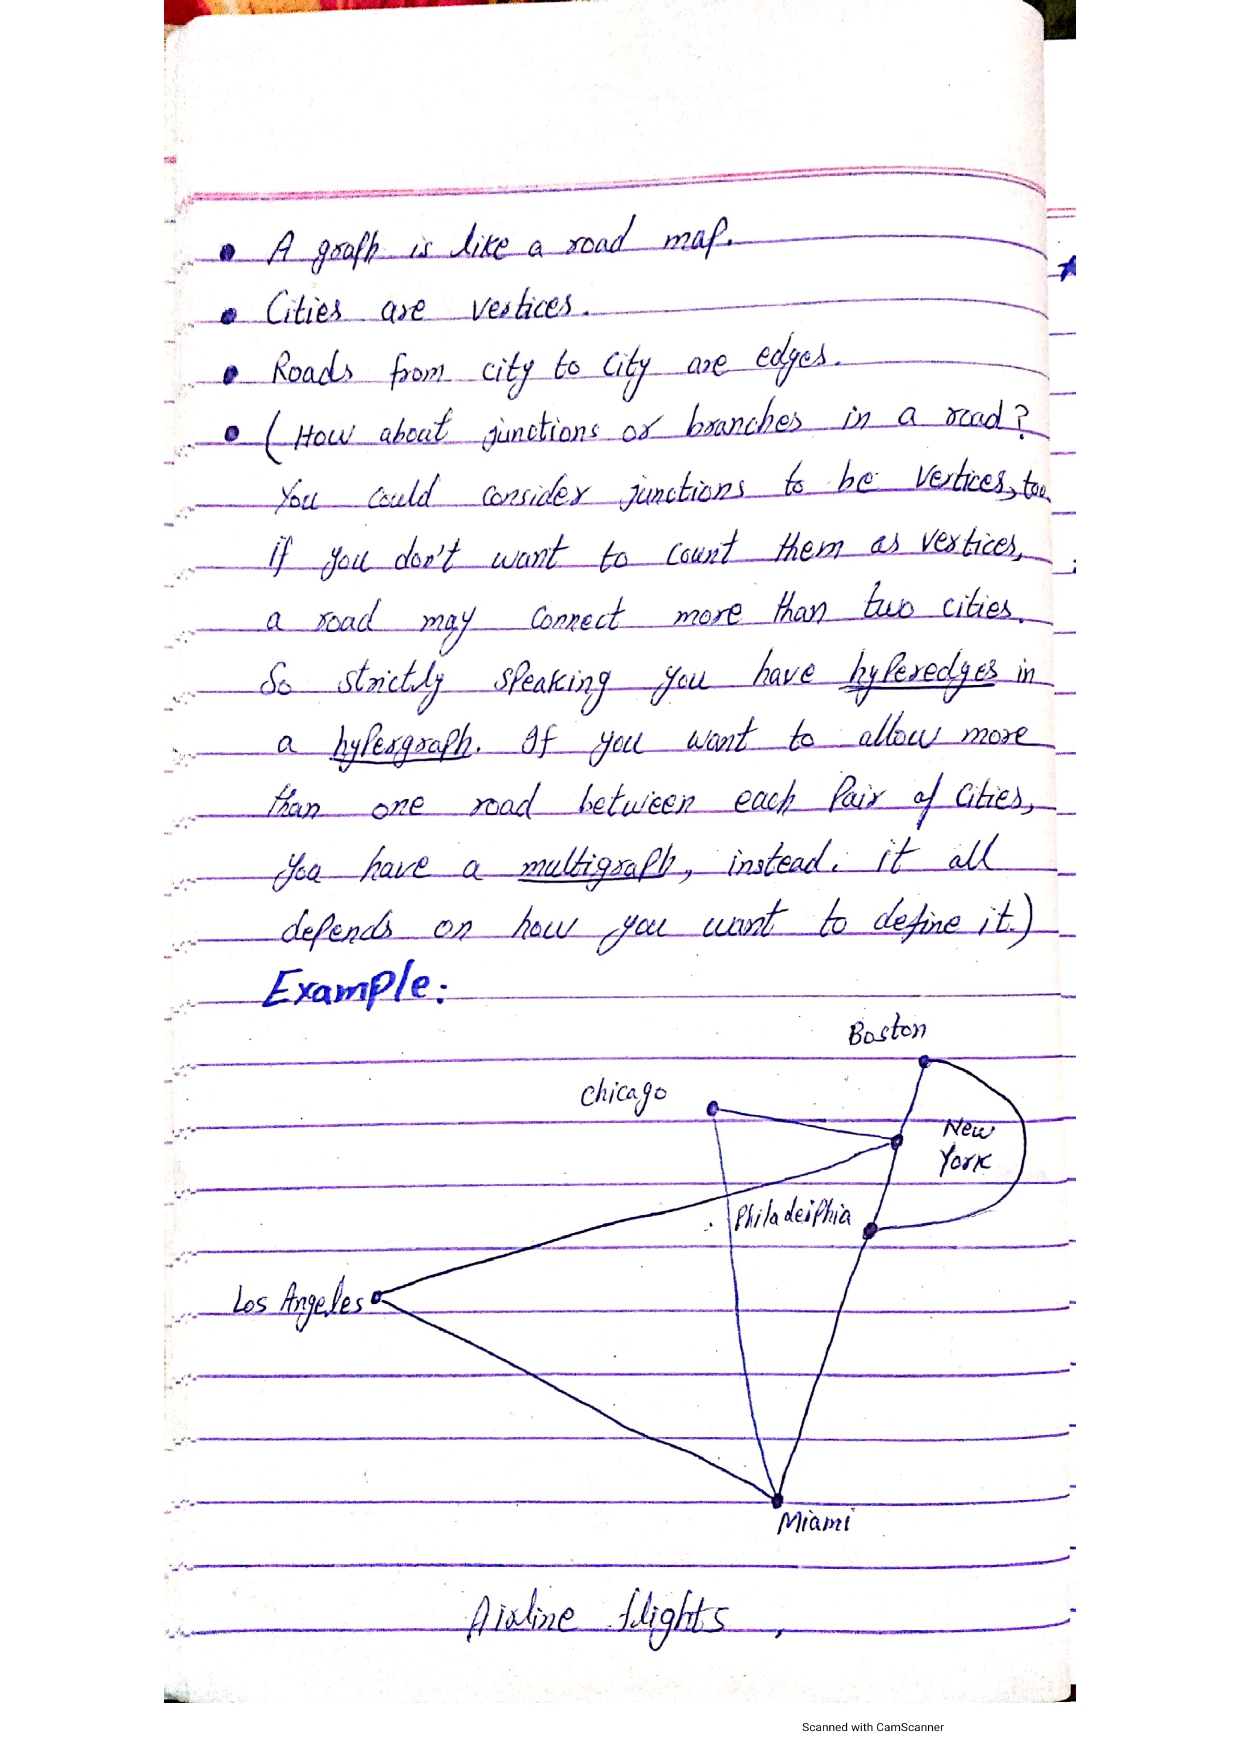 • A graph is like a road map.
• Cities are vertices.
• Roads from city to city are edges.
• (How about junctions or branches in a road?
You could consider junctions to be vertices, too.
if you don't want to count them as vertices,
a road may connect more than two cities.
So strictly speaking you have hyperedges in
a hypergraph. If you want to allow more
than one road between each Pair of Cities,
you have a multigraph, instead. it all
depends on how you want to define it.)
Example:
Boston
Chicago
New
York
Philadeiphia
Los Angeles
Miami
Airline flights,
Scanned with CamScanner